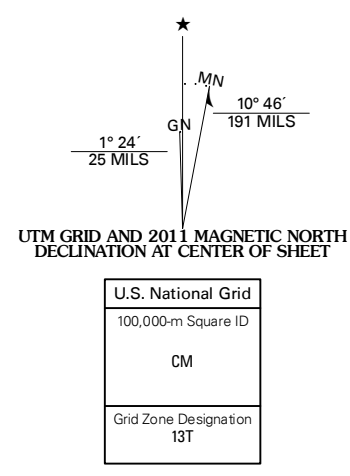 ★
MN
10° 46´
191 MILS
GN
1° 24´
25 MILS
UTM GRID AND 2011 MAGNETIC NORTH
DECLINATION AT CENTER OF SHEET
U.S. National Grid
100,000-m Square ID
CM
Grid Zone Designation
13T